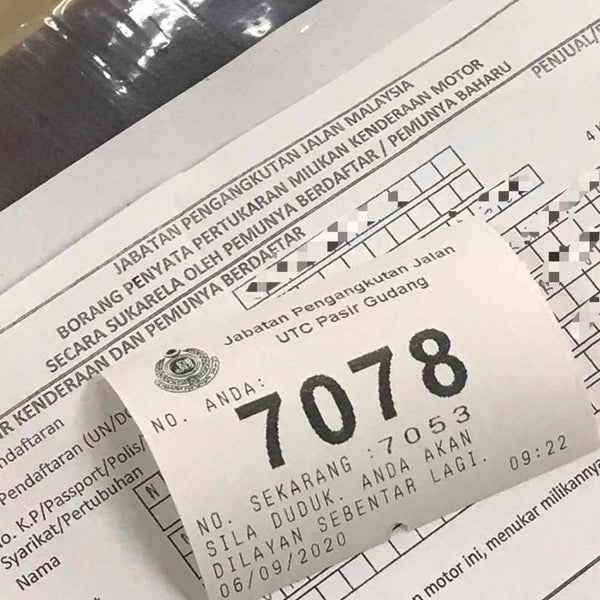 JABATAN PENGANGKUTAN JALAN MALAYSIA
BORANG PENYATA PERTUKARAN MILIKAN KENDERAAN MOTOR
SECARA SUKARELA OLEH PEMUNYA BERDAFTAR / PEMUNYA BAHARU
PENJUAL/
R KENDERAAN DAN PEMUNYA BERDAFTAR
ndaftaran
Pendaftaran (UN/D
o. K.P/Passport/Polis/
Syarikat/Pertubuhan
Nama
N
N
4
Jabatan Pengangkutan Jalan
UTC Pasir Gudang
NO. ANDA:
7078
NO. SEKARANG :7053
SILA DUDUK. ANDA AKAN
DILAYAN SEBENTAR LAGI.
06/09/2020 09:22
motor ini, menukar milikannya